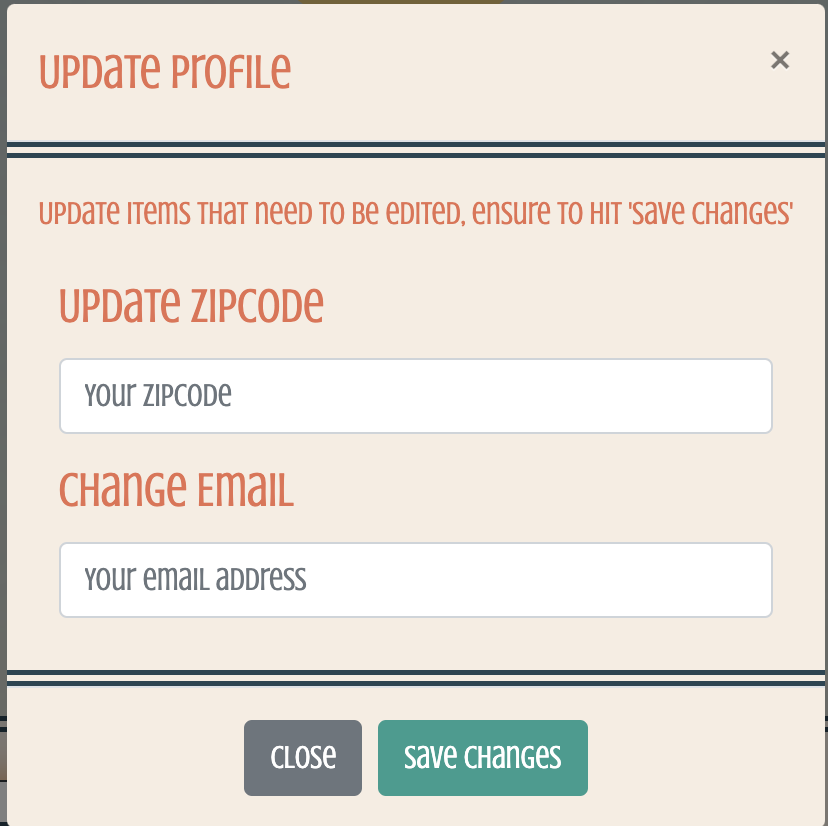 Update Profile
×
Update items that need to be edited, ensure to hit 'Save Changes'
Update Zipcode
Your Zipcode
Change Email
Your email address
Close
Save Changes